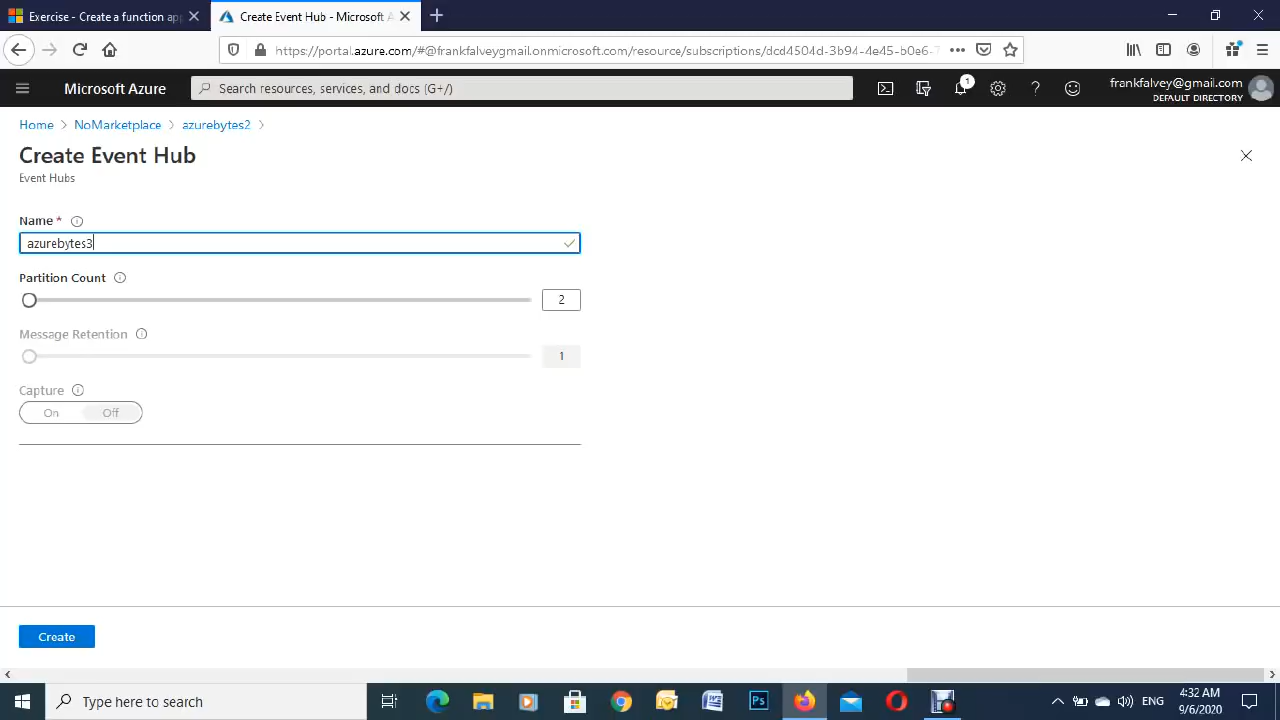 Exercise - Create a function app
Create Event Hub - Microsoft A
https://portal.azure.com/#@frankfalveygmail.onmicrosoft.com/resource/subscriptions/dcd4504d-3b94-4e45-b0e6-
Microsoft Azure
Search resources, services, and docs (G+/)
1
frankfalvey@gmail.com
DEFAULT DIRECTORY
Home > NoMarketplace > azurebytes2 >
Create Event Hub
Event Hubs
Name *
azurebytes3
Partition Count
2
Message Retention
1
Capture
On Off
Create
Type here to search
ENG
4:32 AM
9/6/2020